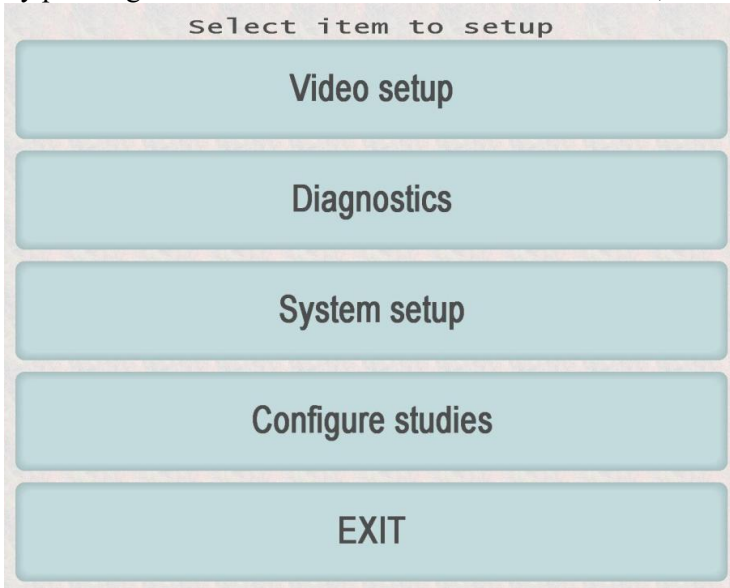 Select item to setup
Video setup
Diagnostics
System setup
Configure studies
EXIT